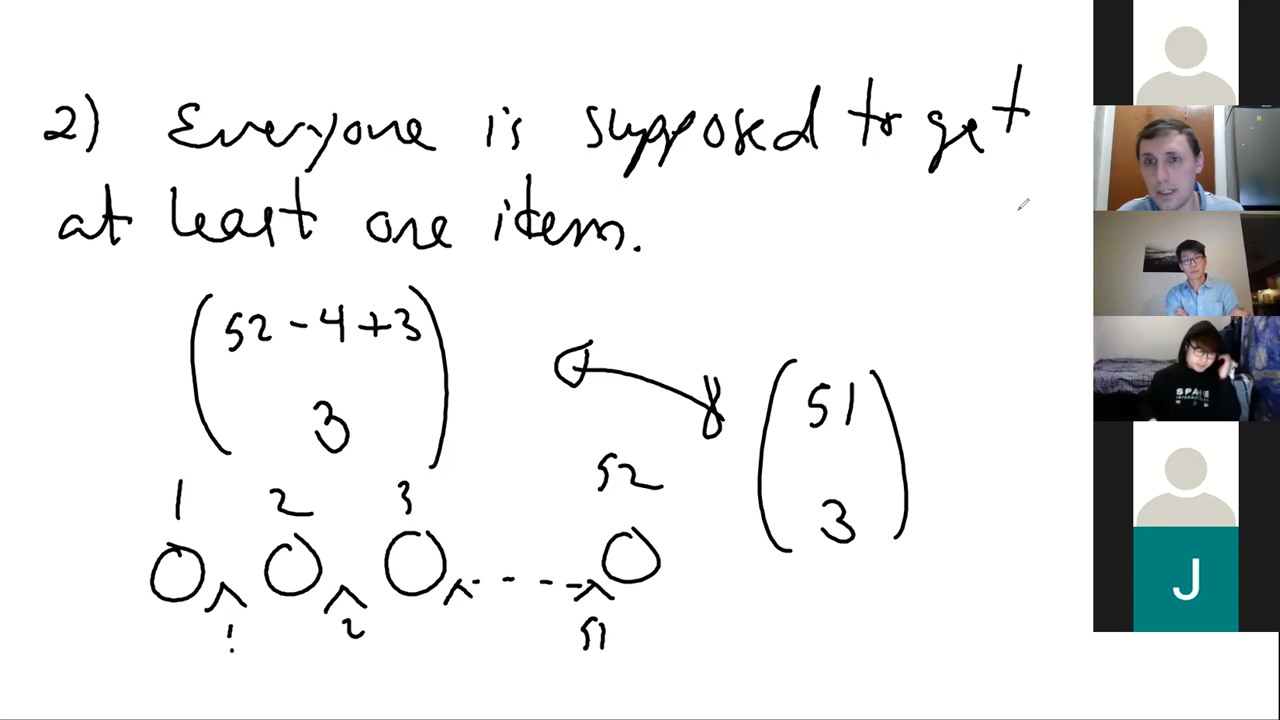 2) Everyone is supposed to get
at least one item.
52 - 4 + 3
3
51
3
1 2 3 52
1 2 51
SPACE
J